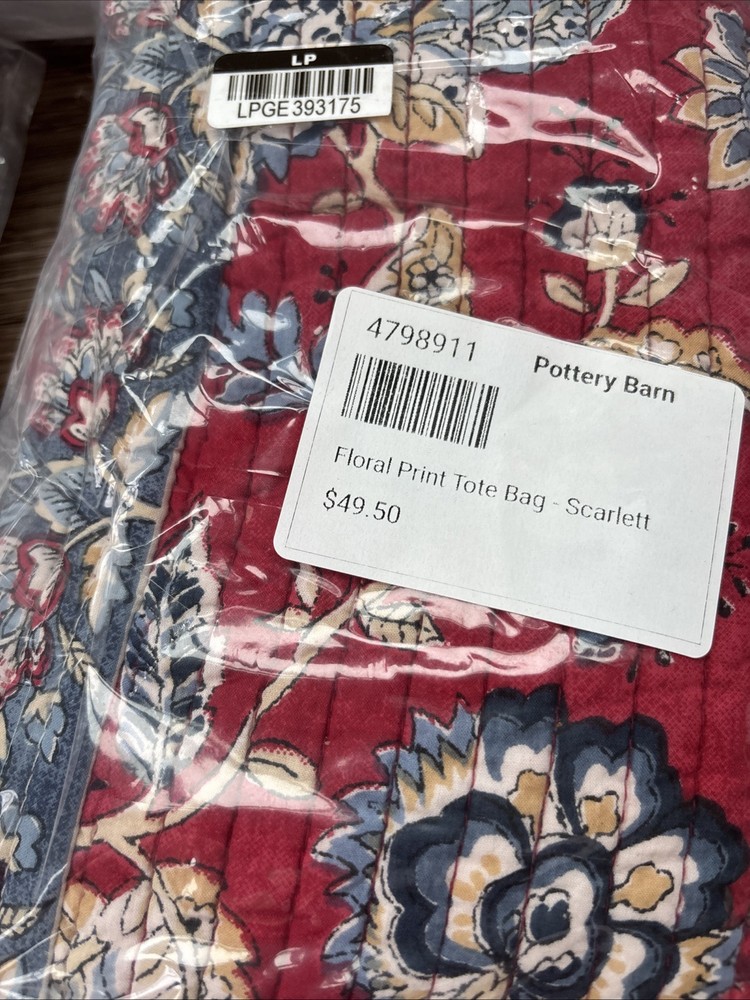 LP
LPGE393175
4798911
Pottery Barn
Floral Print Tote Bag - Scarlett
$49.50